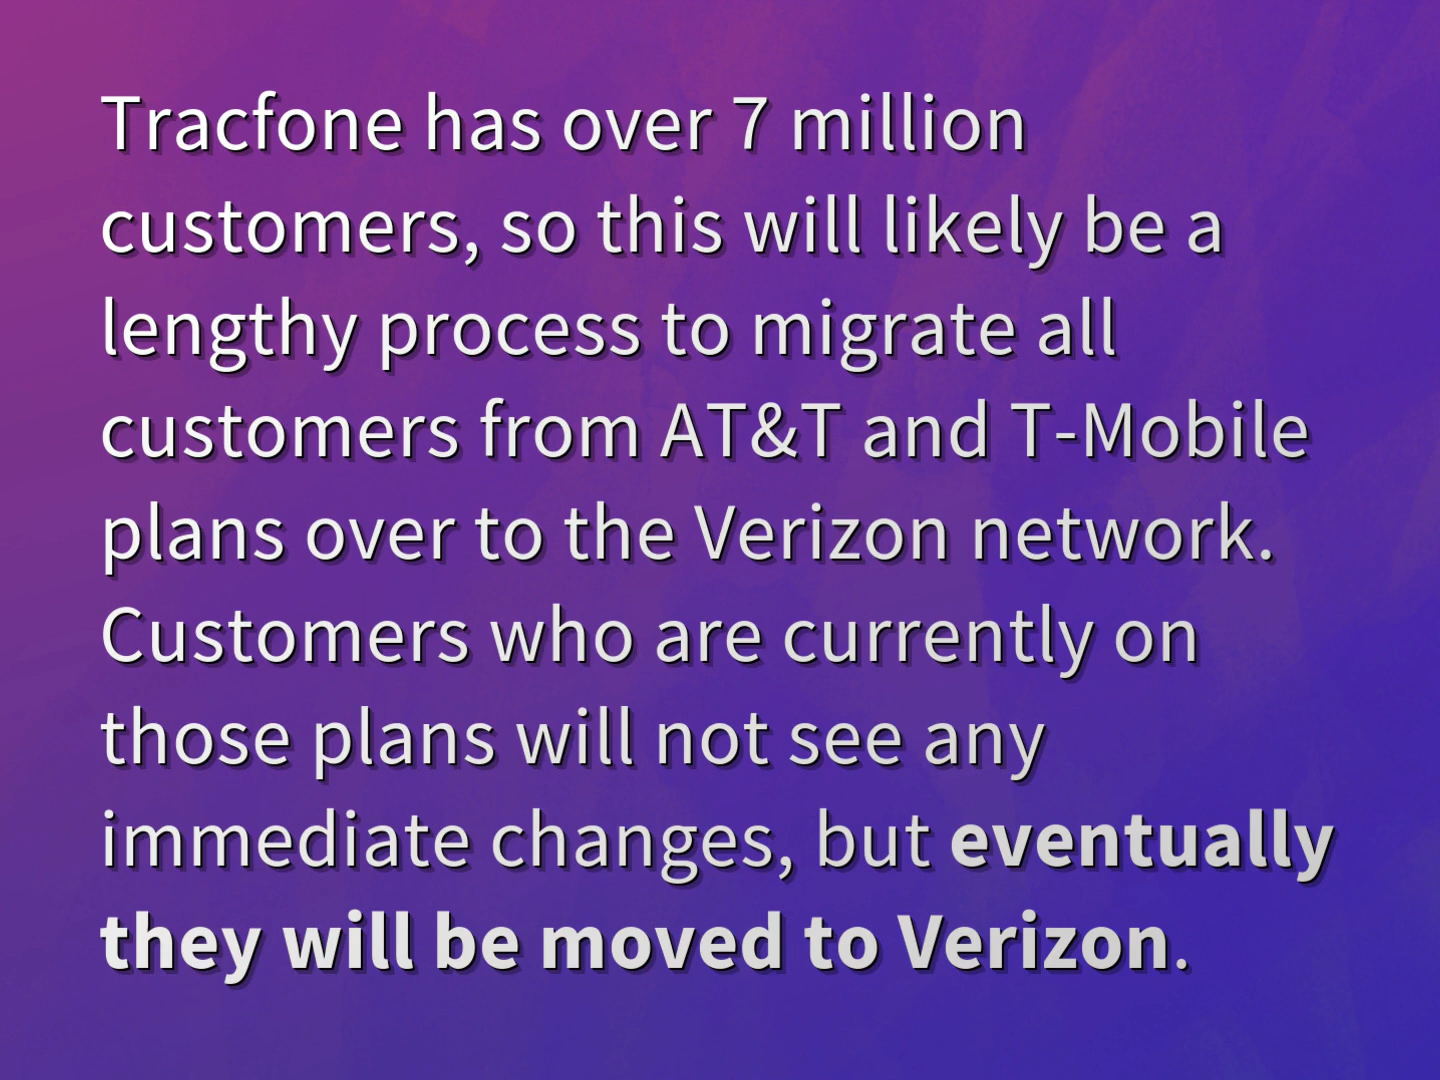 Tracfone has over 7 million
customers, so this will likely be a
lengthy process to migrate all
customers from AT&T and T-Mobile
plans over to the Verizon network.
Customers who are currently on
those plans will not see any
immediate changes, but eventually
they will be moved to Verizon.